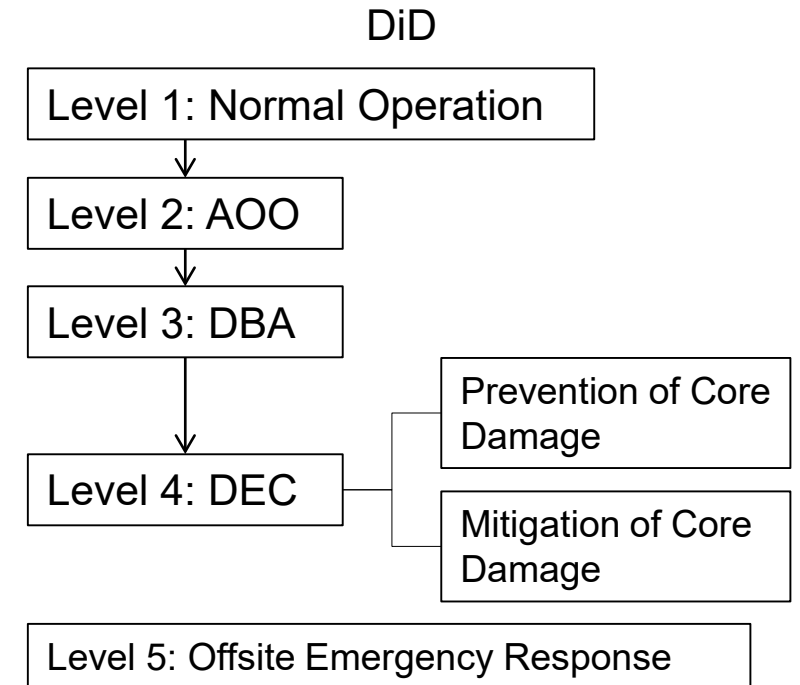 DiD
Level 1: Normal Operation
Level 2: AOO
Level 3: DBA
Level 4: DEC
Prevention of Core
Damage
Mitigation of Core
Damage
Level 5: Offsite Emergency Response